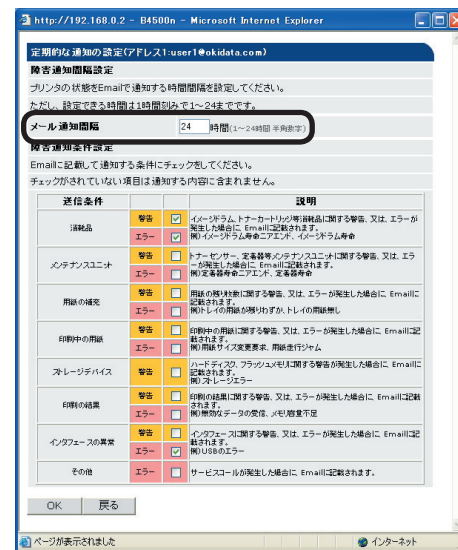 http://192.168.0.2 - B4500n - Microsoft Internet Explorer
定期的な通知の設定(アドレス1:user1@okidata.com)
障害通知間隔設定
プリンタの状態をEmailで通知する時間間隔を設定してください。
ただし、設定できる時間は1時間刻みで1～24までです。
メール通知間隔 24 時間(1～24時間 半角数字)
障害通知条件設定
Emailに記載して通知する条件にチェックをしてください。
チェックがされていない項目は通知する内容に含まれません。
送信条件 説明
消耗品
警告
エラー
イメージドラム、トナーカートリッジ等消耗品に関する警告、又は、エラーが
発生した場合に、Emailに記載されます。
例)イメージドラム寿命ニアエンド、イメージドラム寿命
メンテナンスユニット
警告
エラー
トナーセンサー、定着器等メンテナンスユニットに関する警告、又は、エラ
ーが発生した場合に、Emailに記載されます。
例)定着器寿命ニアエンド、定着器寿命
用紙の補充
警告
エラー
用紙の残り枚数に関する警告、又は、エラーが発生した場合に、Emailに
記載されます。
例)トレイの用紙が残りわずか、トレイの用紙無し
印刷中の用紙
警告
エラー
印刷中の用紙に関する警告、又は、エラーが発生した場合に、Emailに記
載されます。
例)用紙サイズ変更要求、用紙走行ジャム
ストレージデバイス
警告
エラー
ハードディスク、フラッシュメモリに関する警告が発生した場合に、Emailに
記載されます。
例)ストレージエラー
印刷の結果
警告
エラー
印刷の結果に関する警告、又は、エラーが発生した場合に、Emailに記載
されます。
例)無効なデータの受信、メモリ容量不足
インタフェースの異常
警告
エラー
インタフェースに関する警告、又は、エラーが発生した場合に、Emailに記
載されます。
例)USBのエラー
その他
エラー
サービスコールが発生した場合に、Emailに記載されます。
OK 戻る
ページが表示されました インターネット